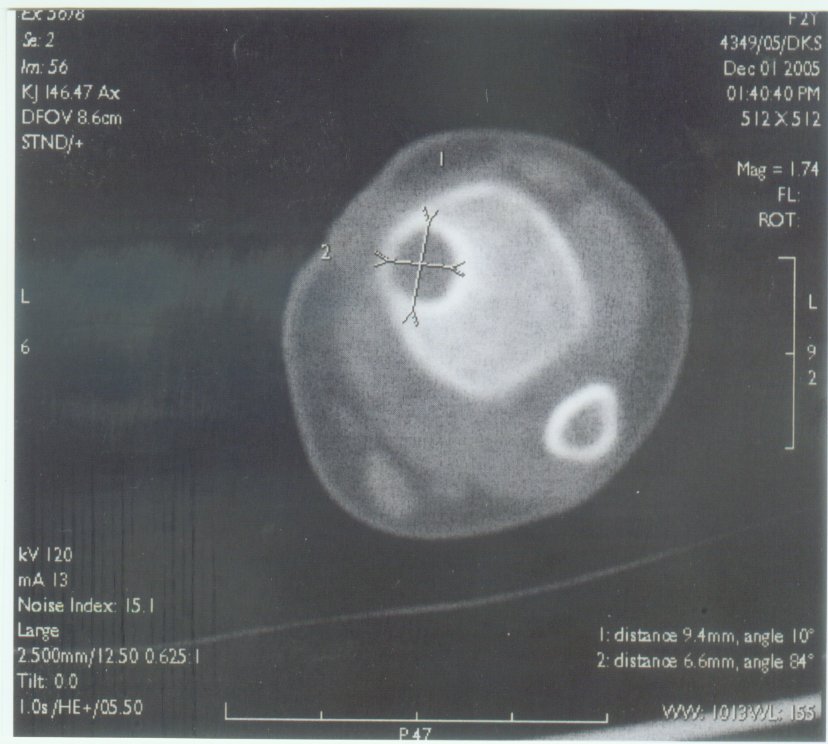 Ex 5678
Se: 2
Im: 56
KJ 146.47 Ax
DFOV 8.6cm
STND/+
F 2Y
4349/05/DKS
Dec 01 2005
01:40:40 PM
512 X 512
Mag = 1.74
FL:
ROT:
1
2
L
6
L
9
2
kV 120
mA 13
Noise Index: 15.1
Large
2.500mm/12.50 0.625:1
Tilt: 0.0
1.0s /HE+/05.50
1: distance 9.4mm, angle 10°
2: distance 6.6mm, angle 84°
WW: 1013WL: 155
P 47